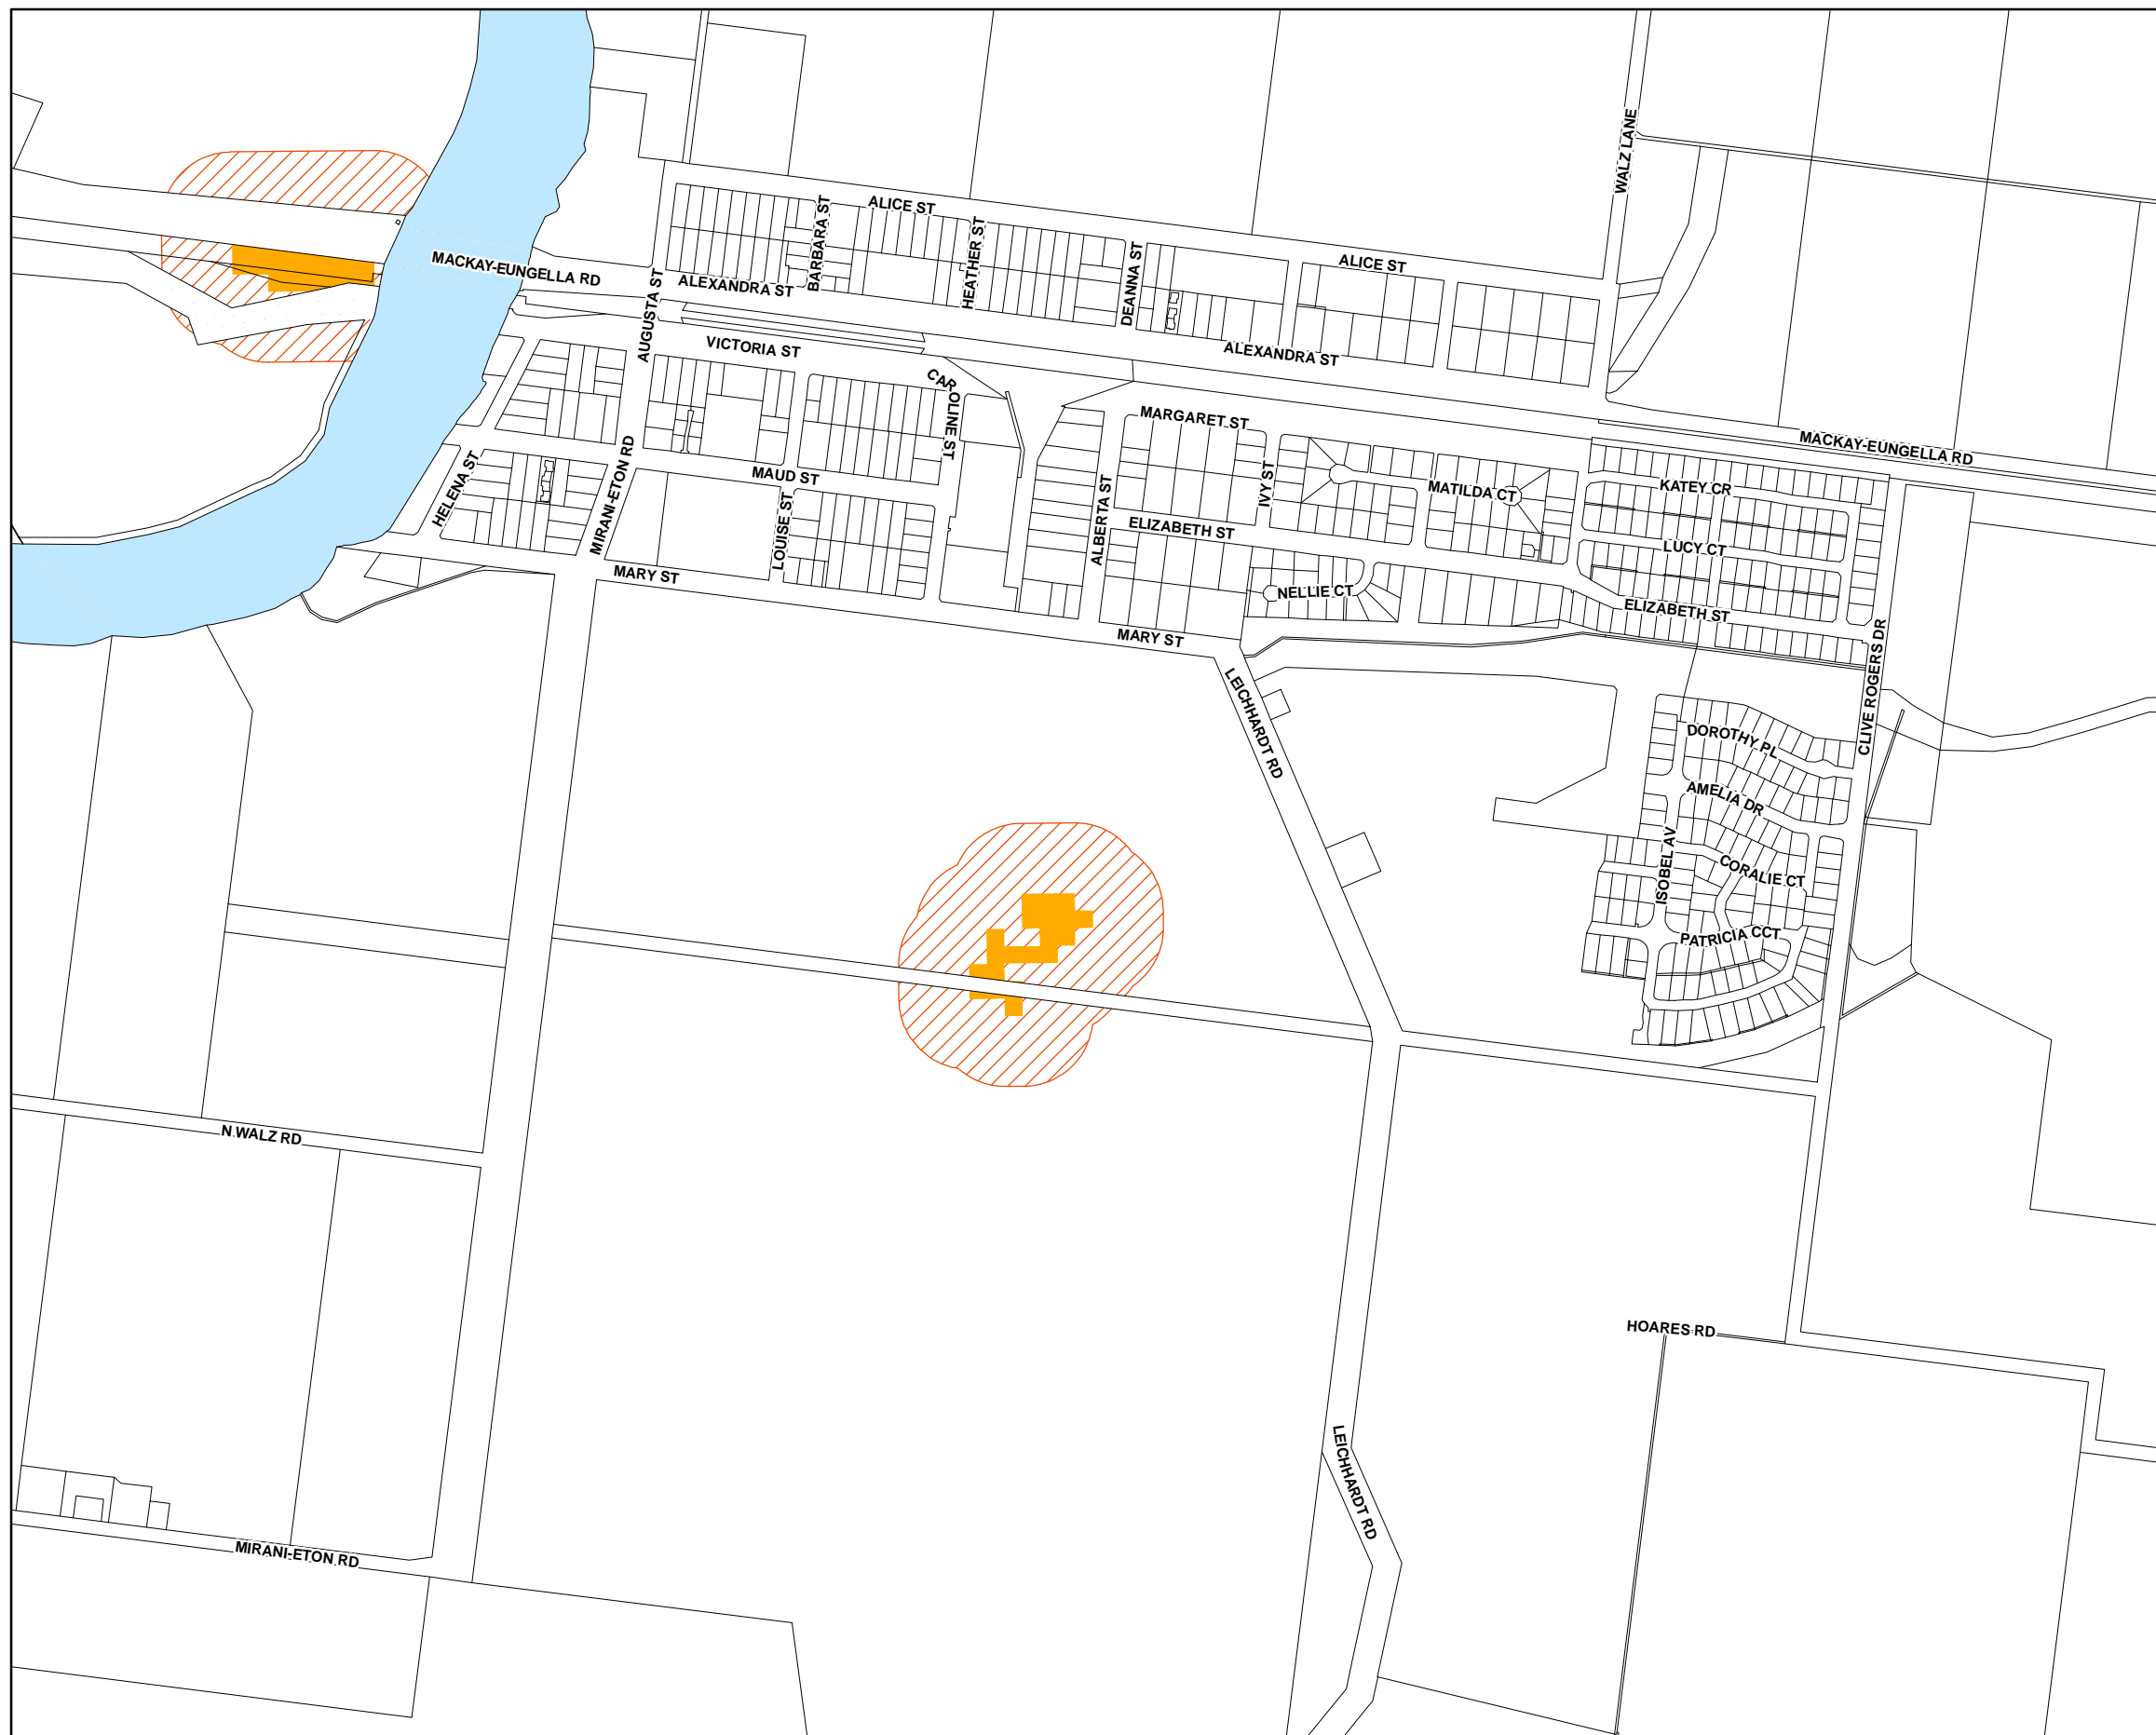 WALZ LANE
ALICE ST
BARBARA ST
HEATHER ST
DEANNA ST
MACKAY-EUNGELLA RD
ALICE ST
ALEXANDRA ST
AUGUSTA ST
VICTORIA ST
ALEXANDRA ST
CAROLINE ST
MARGARET ST
MACKAY-EUNGELLA RD
HELENA ST
MIRANI-ETON RD
MAUD ST
LOUISE ST
ALBERTA ST
IVY ST
MATILDA CT
KATEY CR
ELIZABETH ST
LUCY CT
MARY ST
NELLIE CT
ELIZABETH ST
MARY ST
CLIVE ROGERS DR
LEICHHARDT RD
DOROTHY PL
AMELIA DR
ISOBEL AV
CORALIE CT
PATRICIA CCT
N WALZ RD
HOARES RD
LEICHHARDT RD
MIRANI-ETON RD